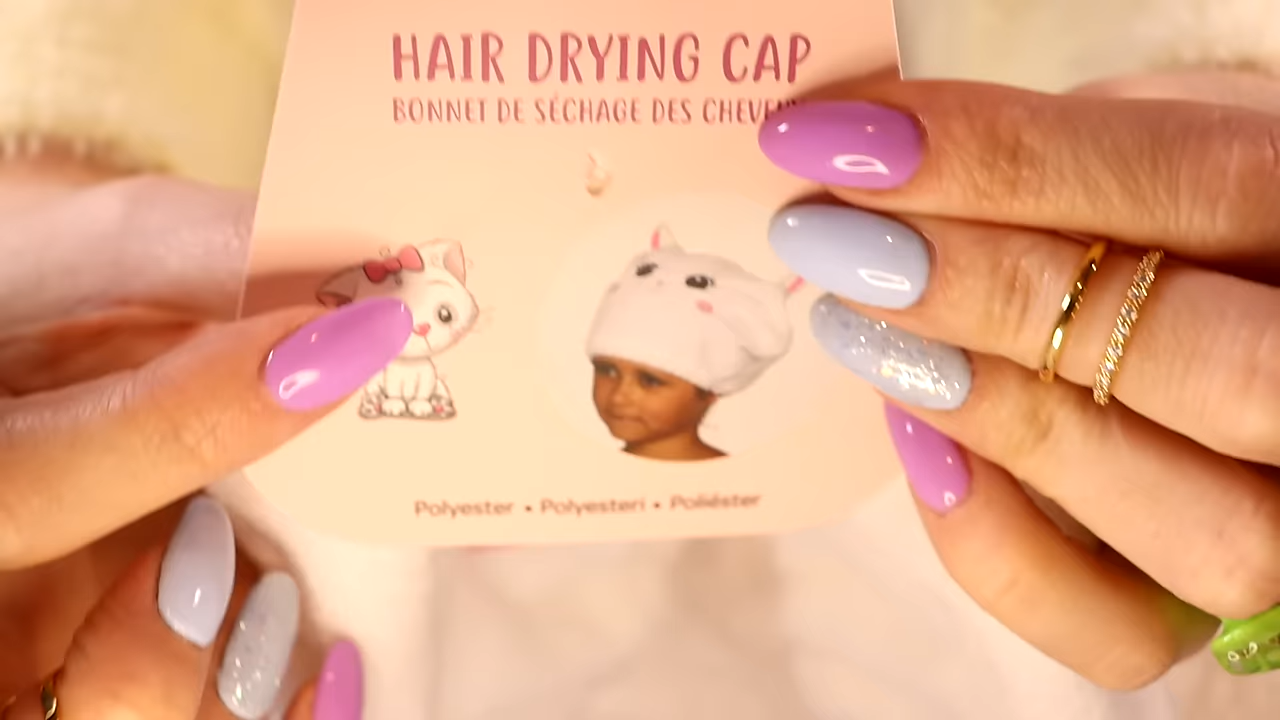 HAIR DRYING CAP
BONNET DE SÉCHAGE DES
Polyester • Polyesteri • Poliéster